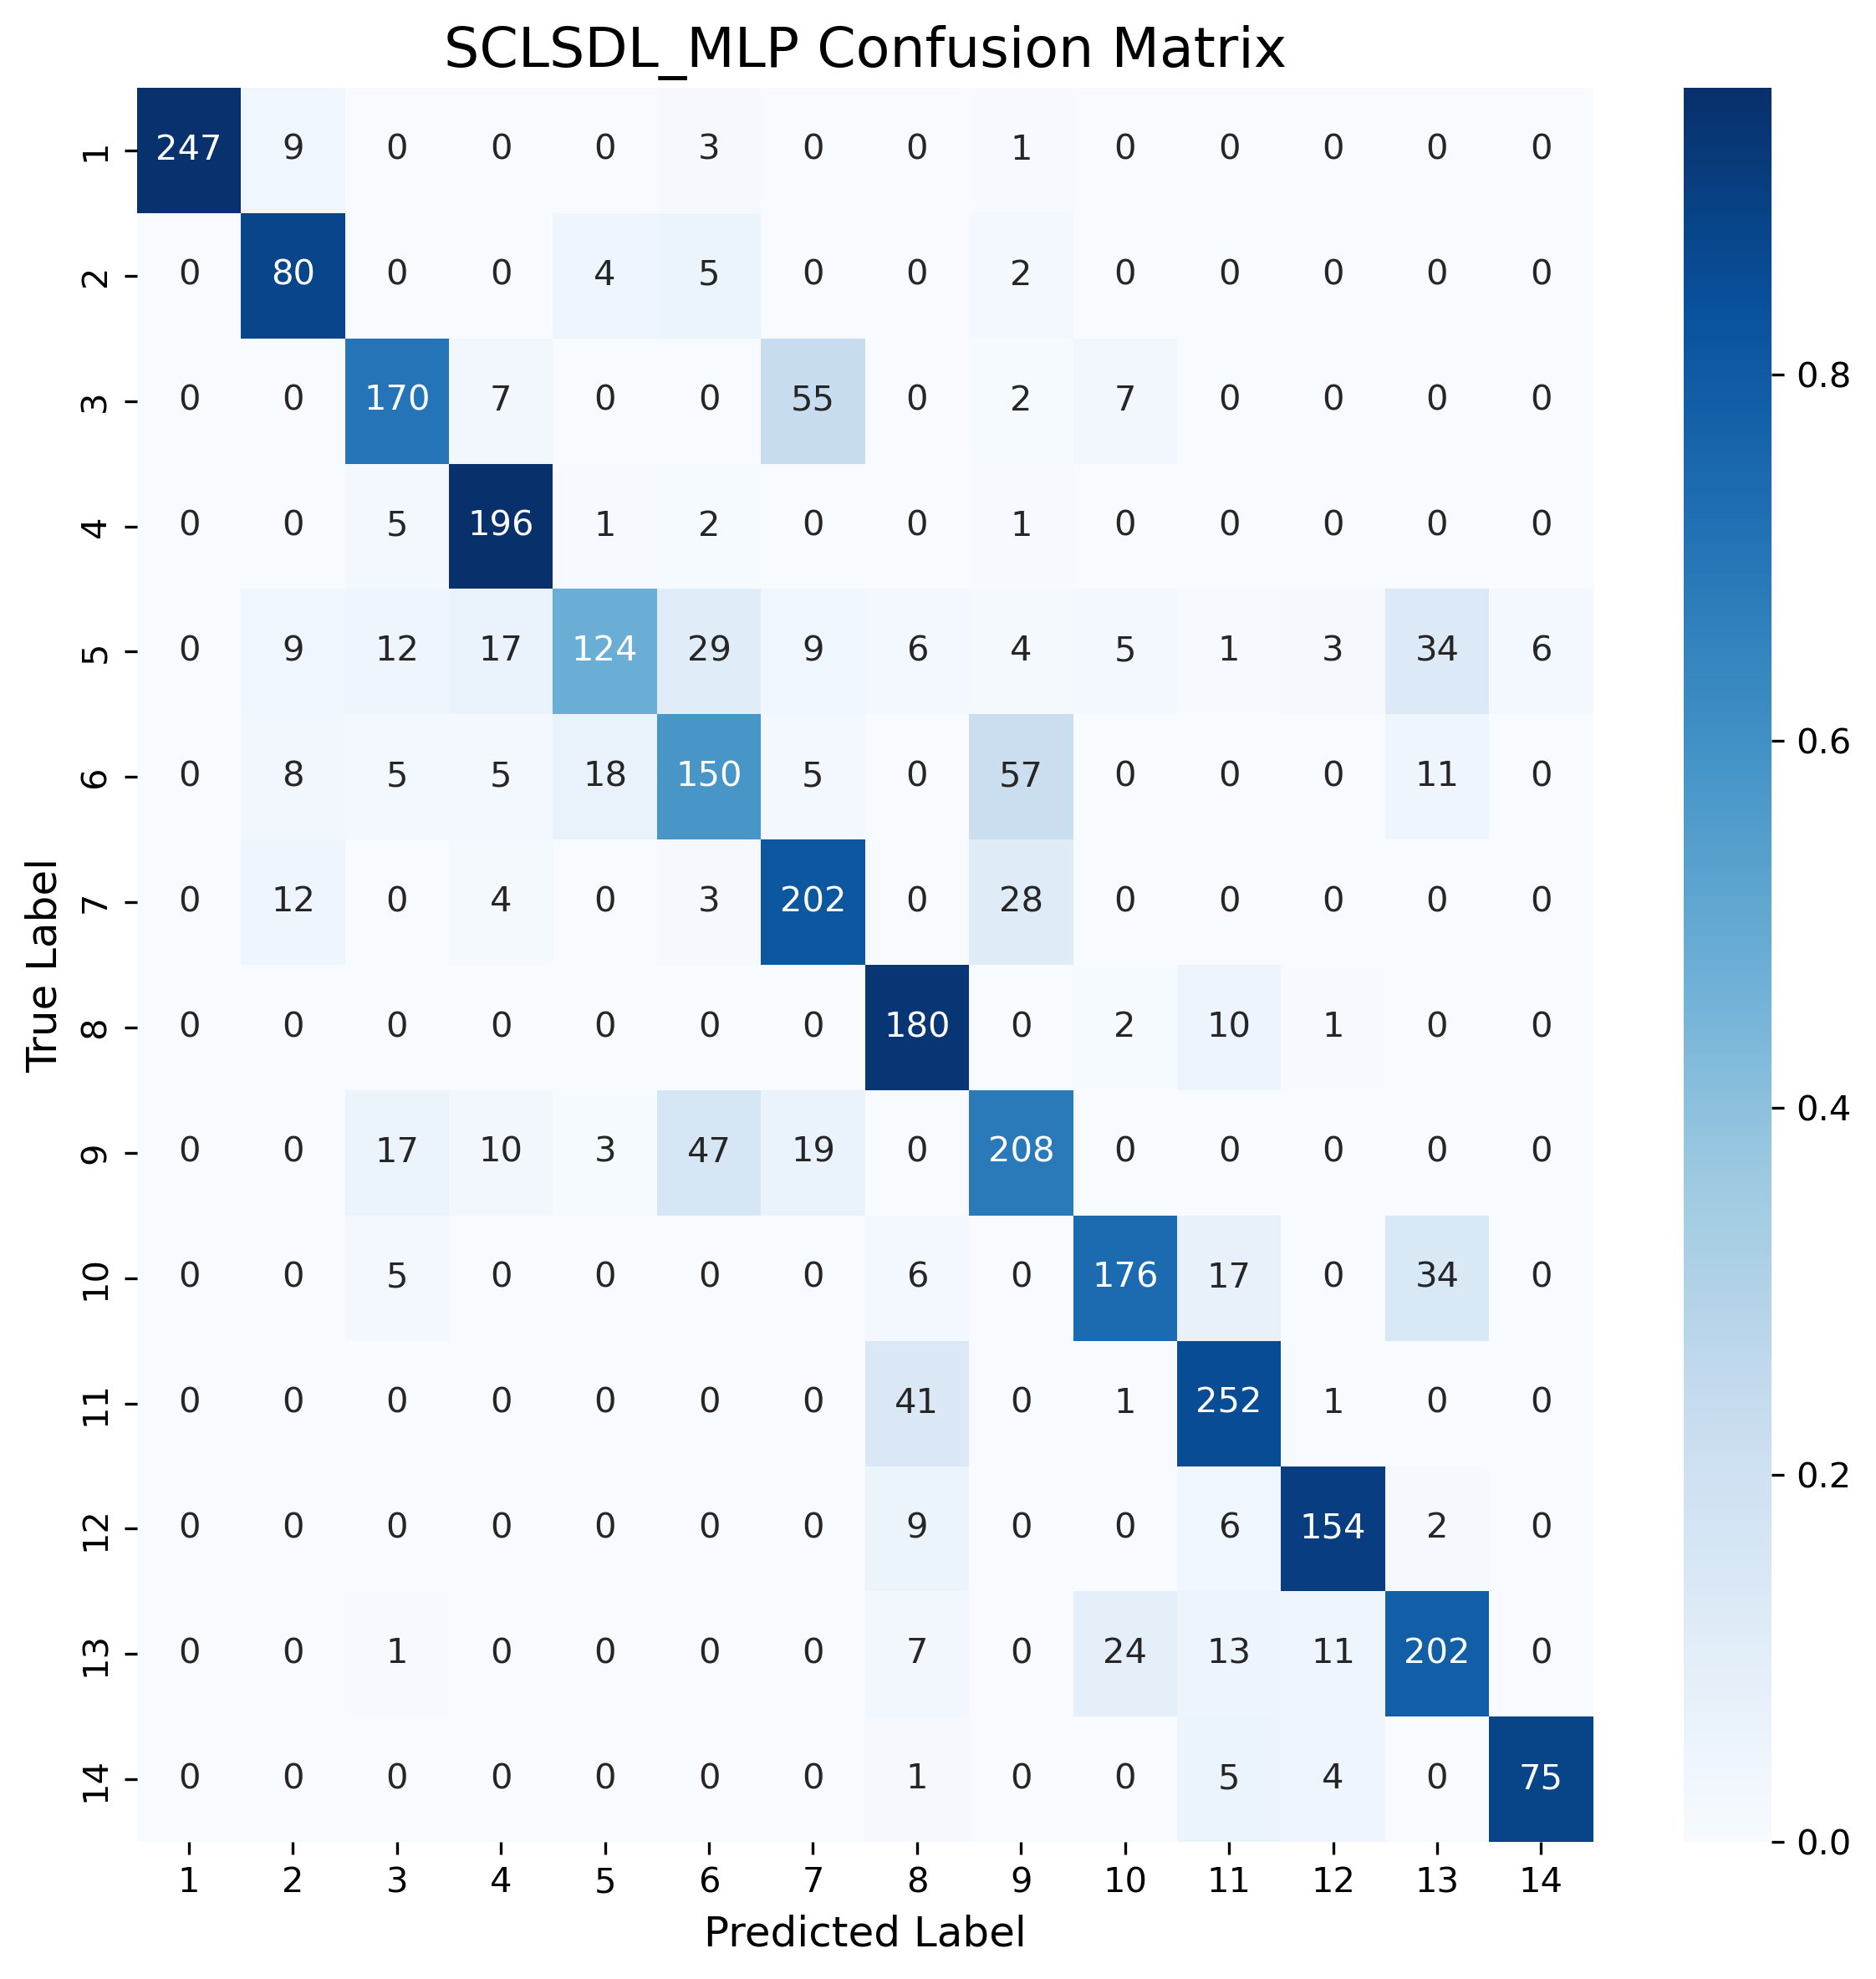 SCLSDL_MLP Confusion Matrix
1 247 9 0 0 0 3 0 0 1 0 0 0 0 0
2 0 80 0 0 4 5 0 0 2 0 0 0 0 0
3 0 0 170 7 0 0 55 0 2 7 0 0 0 0
4 0 0 5 196 1 2 0 0 1 0 0 0 0 0
5 0 9 12 17 124 29 9 6 4 5 1 3 34 6
6 0 8 5 5 18 150 5 0 57 0 0 0 11 0
7 0 12 0 4 0 3 202 0 28 0 0 0 0 0
8 0 0 0 0 0 0 0 180 0 2 10 1 0 0
9 0 0 17 10 3 47 19 0 208 0 0 0 0 0
10 0 0 5 0 0 0 0 6 0 176 17 0 34 0
11 0 0 0 0 0 0 0 41 0 1 252 1 0 0
12 0 0 0 0 0 0 0 9 0 0 6 154 2 0
13 0 0 1 0 0 0 0 7 0 24 13 11 202 0
14 0 0 0 0 0 0 0 1 0 0 5 4 0 75
1 2 3 4 5 6 7 8 9 10 11 12 13 14
Predicted Label
True Label
0.8
0.6
0.4
0.2
0.0